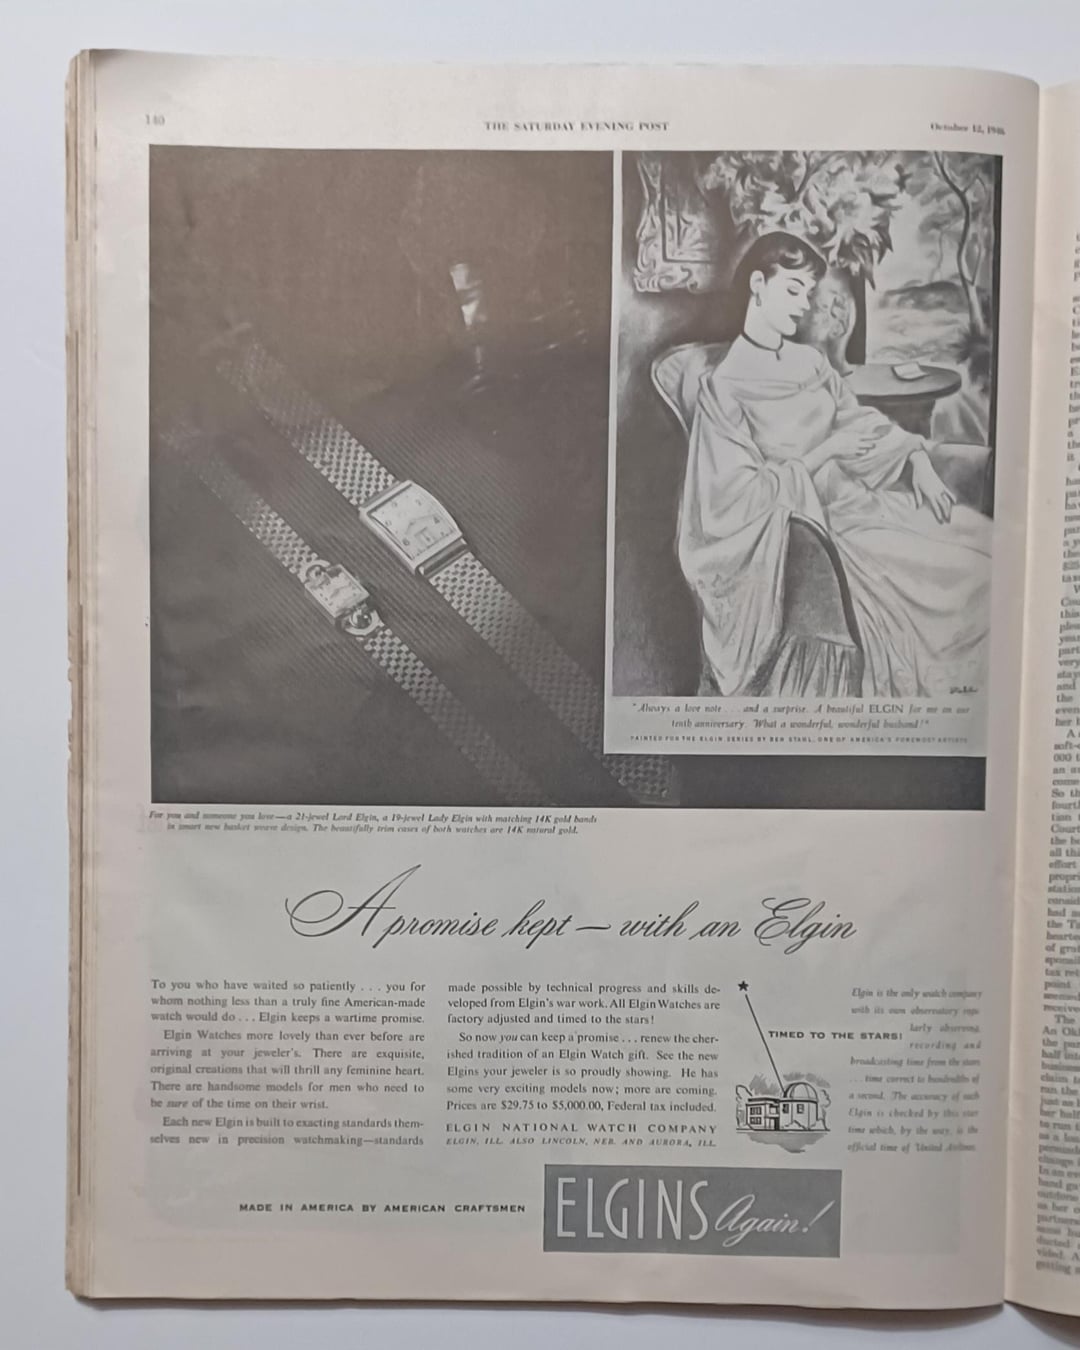 140
THE SATURDAY EVENING POST
October 12, 1946
"Always a love note . . . and a surprise. A beautiful ELGIN for me on our
tenth anniversary. What a wonderful, wonderful husband!"
PAINTED FOR THE ELGIN SERIES BY BEN STAHL, ONE OF AMERICA'S FOREMOST ARTISTS
For you and someone you love—a 21-jewel Lord Elgin, a 19-jewel Lady Elgin with matching 14K gold bands
in smart new basket weave design. The beautifully trim cases of both watches are 14K natural gold.
A promise kept — with an Elgin
To you who have waited so patiently . . . you for
whom nothing less than a truly fine American-made
watch would do . . . Elgin keeps a wartime promise.
Elgin Watches more lovely than ever before are
arriving at your jeweler's. There are exquisite,
original creations that will thrill any feminine heart.
There are handsome models for men who need to
be sure of the time on their wrist.
Each new Elgin is built to exacting standards them-
selves new in precision watchmaking—standards
made possible by technical progress and skills de-
veloped from Elgin's war work. All Elgin Watches are
factory adjusted and timed to the stars!
So now you can keep a promise . . . renew the cher-
ished tradition of an Elgin Watch gift. See the new
Elgins your jeweler is so proudly showing. He has
some very exciting models now; more are coming.
Prices are $29.75 to $5,000.00, Federal tax included.
ELGIN NATIONAL WATCH COMPANY
ELGIN, ILL. ALSO LINCOLN, NEB. AND AURORA, ILL.
TIMED TO THE STARS!
Elgin is the only watch company
with its own observatory regu-
larly observing,
recording and
broadcasting time from the stars
. . . time correct to hundredths of
a second. The accuracy of each
Elgin is checked by this star
time which, by the way, is the
official time of United Airlines.
MADE IN AMERICA BY AMERICAN CRAFTSMEN
ELGINS Again!